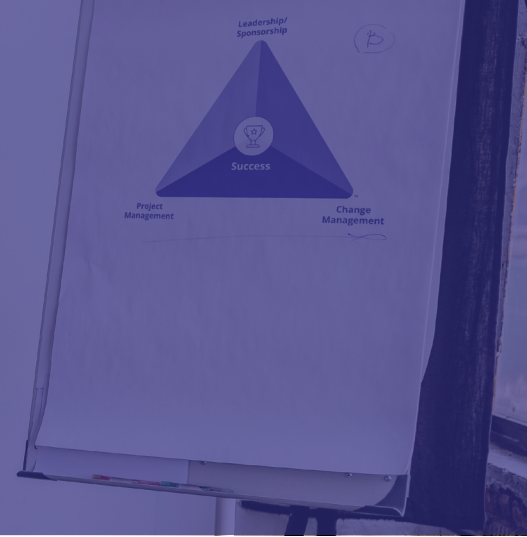 Leadership/
Sponsorship
Success
Project
Management
Change
Management